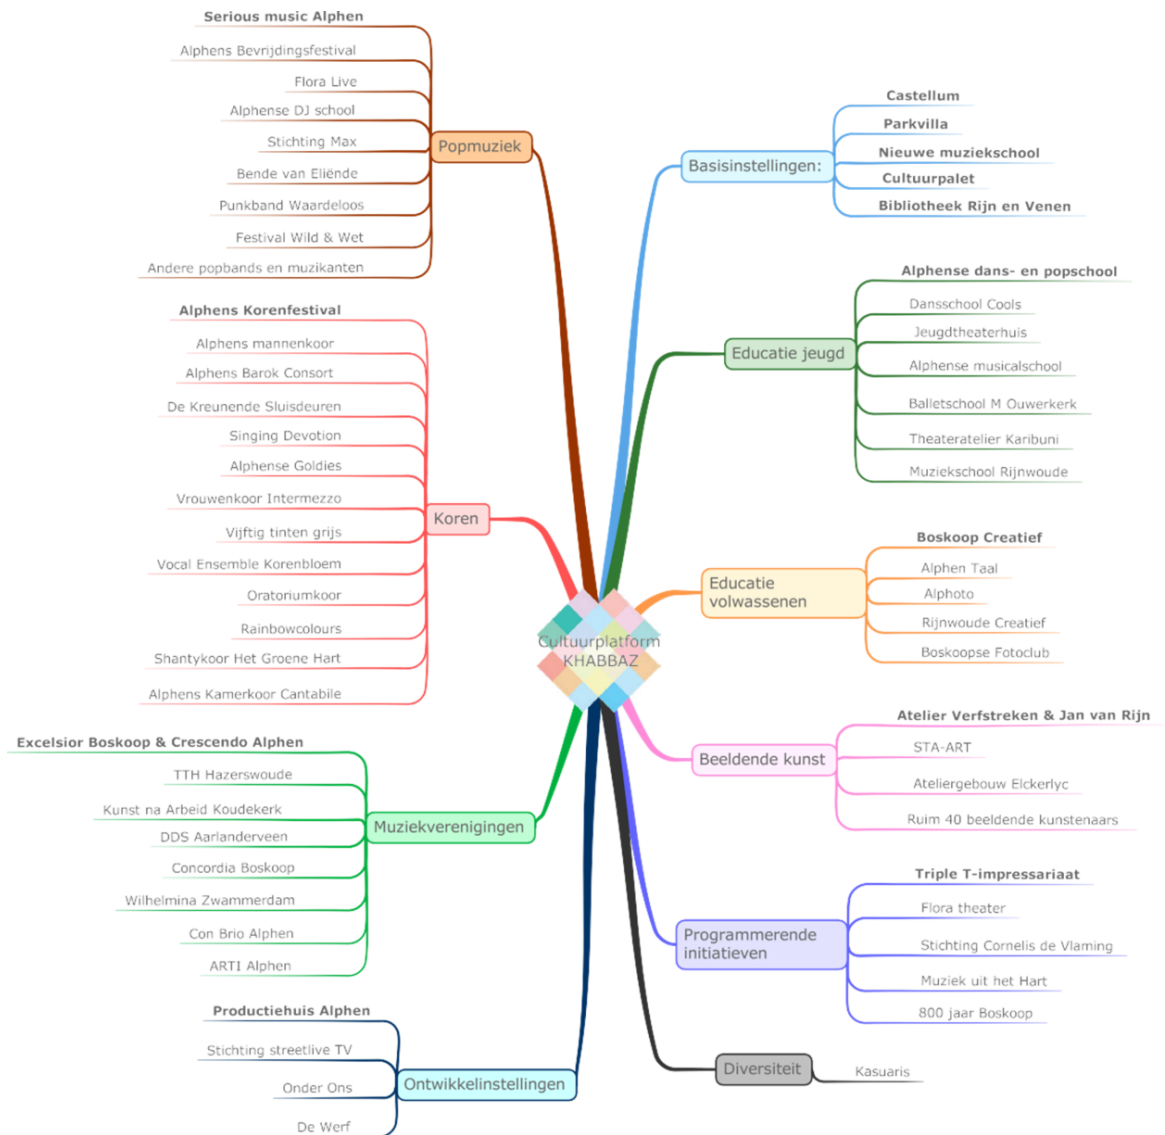 Serious music Alphen
Alphens Bevrijdingsfestival
Flora Live
Alphense DJ school
Stichting Max
Bende van Eliënde
Punkband Waardeloos
Festival Wild & Wet
Andere popbands en muzikanten
Popmuziek
Alphens Korenfestival
Alphens mannenkoor
Alphens Barok Consort
De Kreunende Sluisdeuren
Singing Devotion
Alphense Goldies
Vrouwenkoor Intermezzo
Vijftig tinten grijs
Vocal Ensemble Korenbloem
Oratoriumkoor
Rainbowcolours
Shantykoor Het Groene Hart
Alphens Kamerkoor Cantabile
Koren
Excelsior Boskoop & Crescendo Alphen
TTH Hazerswoude
Kunst na Arbeid Koudekerk
DDS Aarlanderveen
Concordia Boskoop
Wilhelmina Zwammerdam
Con Brio Alphen
ARTI Alphen
Muziekverenigingen
Productiehuis Alphen
Stichting streetlive TV
Onder Ons
De Werf
Ontwikkelinstellingen
Cultuurplatform
KHABBAZ
Basisinstellingen:
Castellum
Parkvilla
Nieuwe muziekschool
Cultuurpalet
Bibliotheek Rijn en Venen
Educatie jeugd
Alphense dans- en popschool
Dansschool Cools
Jeugdtheaterhuis
Alphense musicalschool
Balletschool M Ouwerkerk
Theateratelier Karibuni
Muziekschool Rijnwoude
Educatie
volwassenen
Boskoop Creatief
Alphen Taal
Alphoto
Rijnwoude Creatief
Boskoopse Fotoclub
Beeldende kunst
Atelier Verfstreken & Jan van Rijn
STA-ART
Ateliergebouw Elckerlyc
Ruim 40 beeldende kunstenaars
Programmerende
initiatieven
Triple T-impressariaat
Flora theater
Stichting Cornelis de Vlaming
Muziek uit het Hart
800 jaar Boskoop
Diversiteit
Kasuaris